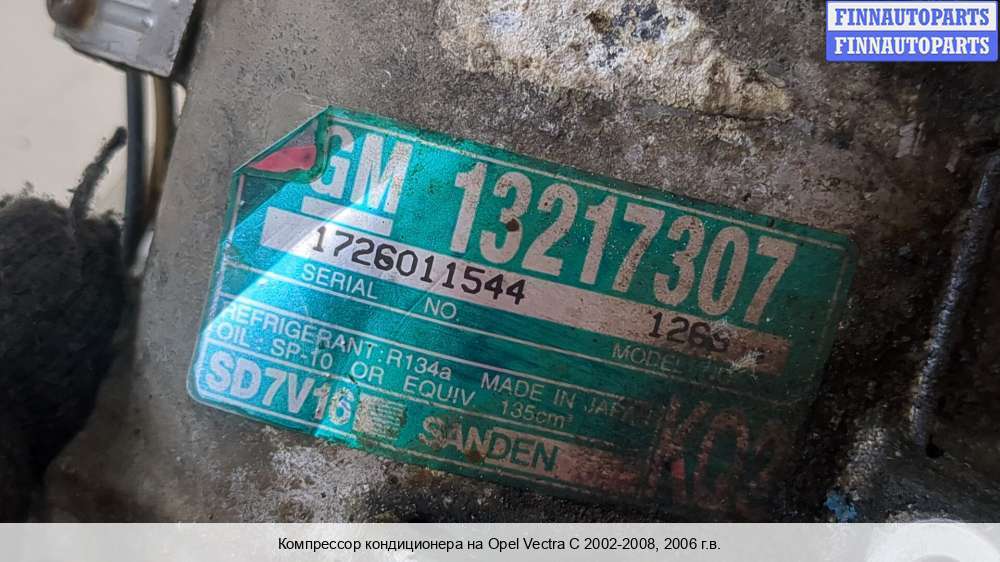 FINNAUTOPARTS
FINNAUTOPARTS
GM 13217307
1726011544 1269
SERIAL NO. MODEL
REFRIGERANT: R134a MADE IN JAPAN
OIL SP-10 OR EQUIV 135cm³
SD7V16 SANDEN
Компрессор кондиционера на Opel Vectra C 2002-2008, 2006 г.в.